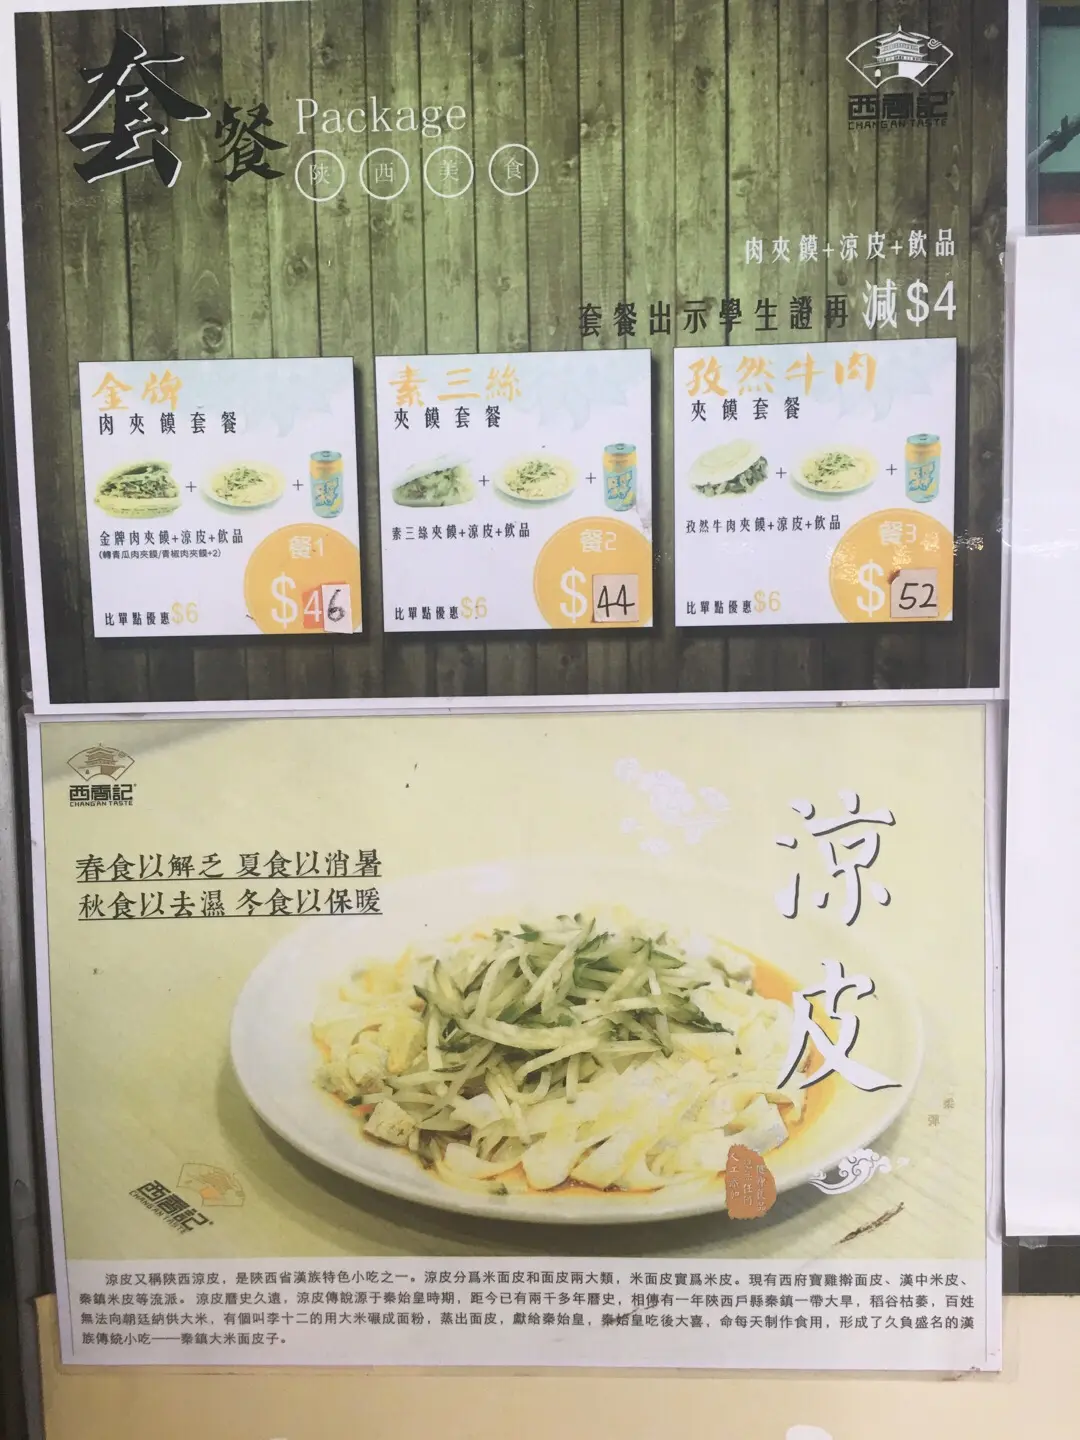 套餐 Package
陝西美食
西香記
CHANG AN TASTE
肉夾饃+涼皮+飲品
套餐出示學生證再減$4
金牌
肉夾饃套餐
+ +
金牌肉夾饃+涼皮+飲品
(轉青瓜肉夾饃/青椒肉夾饃+2)
餐1
比單點優惠$6
$46
素三絲
夾饃套餐
+ +
素三絲夾饃+涼皮+飲品
餐2
比單點優惠$6
$44
孜然牛肉
夾饃套餐
+ +
孜然牛肉夾饃+涼皮+飲品
餐3
比單點優惠$6
$52
西香記
CHANG AN TASTE
涼皮
春食以解乏 夏食以消暑
秋食以去濕 冬食以保暖
西香記
CHANG AN TASTE
涼皮又稱陝西涼皮，是陝西省漢族特色小吃之一。涼皮分爲米面皮和面皮兩大類，米面皮實爲米皮。現有西府寶雞擀面皮、漢中米皮、
秦鎮米皮等流派。涼皮曆史久遠，涼皮傳說源于秦始皇時期，距今已有兩千多年曆史，相傳有一年陝西戶縣秦鎮一帶大旱，稻谷枯萎，百姓
無法向朝廷納供大米，有個叫李十二的用大米碾成面粉，蒸出面皮，獻給秦始皇，秦始皇吃後大喜，命每天制作食用，形成了久負盛名的漢
族傳統小吃——秦鎮大米面皮子。